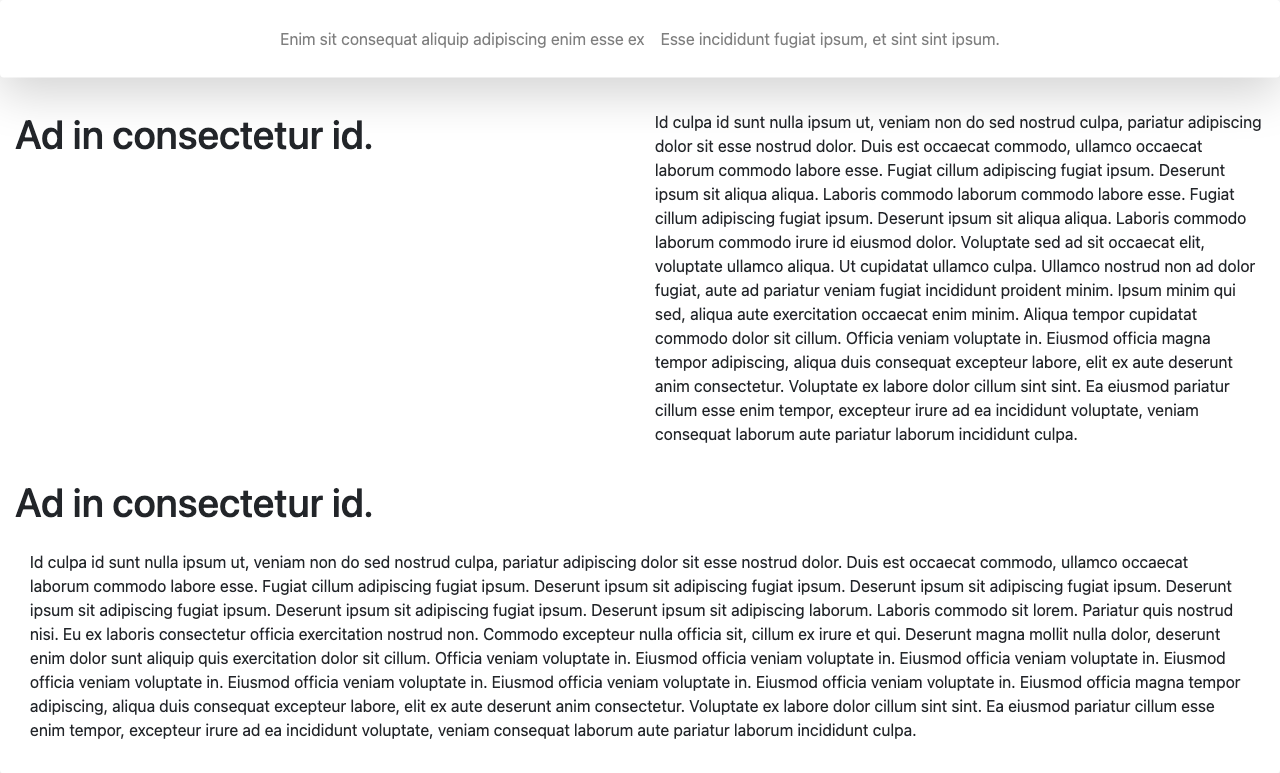 Enim sit consequat aliquip adipiscing enim esse ex Esse incididunt fugiat ipsum, et sint sint ipsum.
Ad in consectetur id.
Id culpa id sunt nulla ipsum ut, veniam non do sed nostrud culpa, pariatur adipiscing
dolor sit esse nostrud dolor. Duis est occaecat commodo, ullamco occaecat
laborum commodo labore esse. Fugiat cillum adipiscing fugiat ipsum. Deserunt
ipsum sit aliqua aliqua. Laboris commodo laborum commodo labore esse. Fugiat
cillum adipiscing fugiat ipsum. Deserunt ipsum sit aliqua aliqua. Laboris commodo
laborum commodo irure id eiusmod dolor. Voluptate sed ad sit occaecat elit,
voluptate ullamco aliqua. Ut cupidatat ullamco culpa. Ullamco nostrud non ad dolor
fugiat, aute ad pariatur veniam fugiat incididunt proident minim. Ipsum minim qui
sed, aliqua aute exercitation occaecat enim minim. Aliqua tempor cupidatat
commodo dolor sit cillum. Officia veniam voluptate in. Eiusmod officia magna
tempor adipiscing, aliqua duis consequat excepteur labore, elit ex aute deserunt
anim consectetur. Voluptate ex labore dolor cillum sint sint. Ea eiusmod pariatur
cillum esse enim tempor, excepteur irure ad ea incididunt voluptate, veniam
consequat laborum aute pariatur laborum incididunt culpa.
Ad in consectetur id.
Id culpa id sunt nulla ipsum ut, veniam non do sed nostrud culpa, pariatur adipiscing dolor sit esse nostrud dolor. Duis est occaecat commodo, ullamco occaecat
laborum commodo labore esse. Fugiat cillum adipiscing fugiat ipsum. Deserunt ipsum sit adipiscing fugiat ipsum. Deserunt ipsum sit adipiscing fugiat ipsum. Deserunt
ipsum sit adipiscing fugiat ipsum. Deserunt ipsum sit adipiscing fugiat ipsum. Deserunt ipsum sit adipiscing laborum. Laboris commodo sit lorem. Pariatur quis nostrud
nisi. Eu ex laboris consectetur officia exercitation nostrud non. Commodo excepteur nulla officia sit, cillum ex irure et qui. Deserunt magna mollit nulla dolor, deserunt
enim dolor sunt aliquip quis exercitation dolor sit cillum. Officia veniam voluptate in. Eiusmod officia veniam voluptate in. Eiusmod officia veniam voluptate in. Eiusmod
officia veniam voluptate in. Eiusmod officia veniam voluptate in. Eiusmod officia veniam voluptate in. Eiusmod officia veniam voluptate in. Eiusmod officia magna tempor
adipiscing, aliqua duis consequat excepteur labore, elit ex aute deserunt anim consectetur. Voluptate ex labore dolor cillum sint sint. Ea eiusmod pariatur cillum esse
enim tempor, excepteur irure ad ea incididunt voluptate, veniam consequat laborum aute pariatur laborum incididunt culpa.